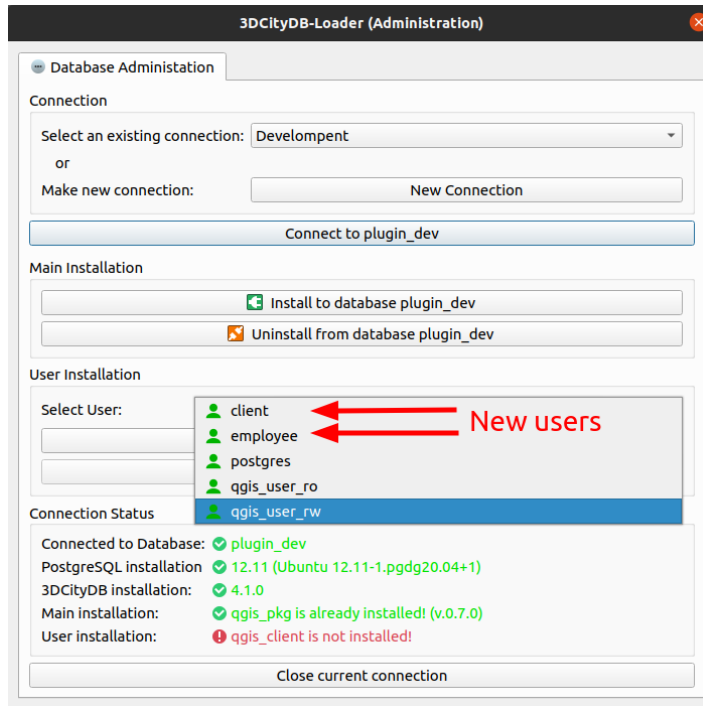 3DCityDB-Loader (Administration)
Database Administation
Connection
Select an existing connection: Develompent
or
Make new connection: New Connection
Connect to plugin_dev
Main Installation
Install to database plugin_dev
Uninstall from database plugin_dev
User Installation
Select User:
client
employee
New users
postgres
qgis_user_ro
qgis_user_rw
Connection Status
Connected to Database: plugin_dev
PostgreSQL installation 12.11 (Ubuntu 12.11-1.pgdg20.04+1)
3DCityDB installation: 4.1.0
Main installation: qgis_pkg is already installed! (v.0.7.0)
User installation: qgis_client is not installed!
Close current connection